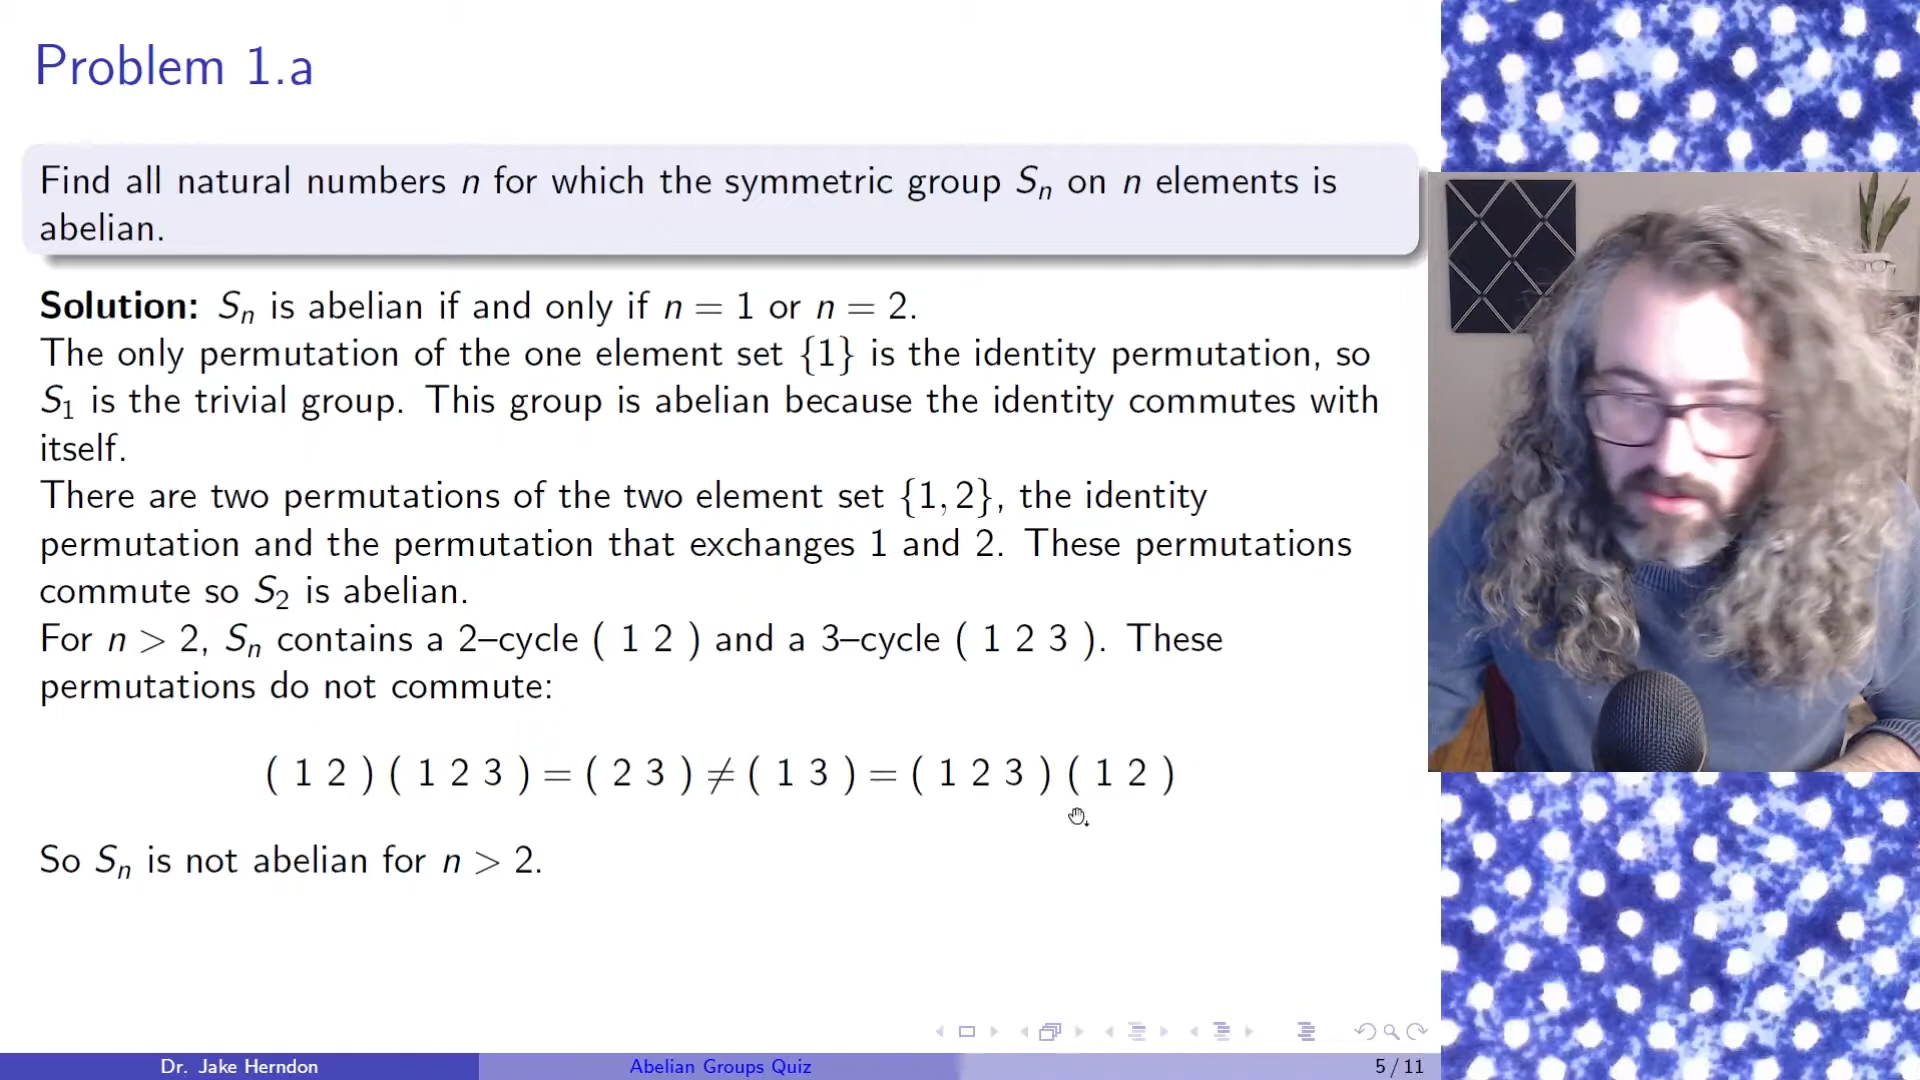 Problem 1.a
Find all natural numbers n for which the symmetric group Sₙ on n elements is
abelian.
Solution: Sₙ is abelian if and only if n = 1 or n = 2.
The only permutation of the one element set {1} is the identity permutation, so
S₁ is the trivial group. This group is abelian because the identity commutes with
itself.
There are two permutations of the two element set {1, 2}, the identity
permutation and the permutation that exchanges 1 and 2. These permutations
commute so S₂ is abelian.
For n > 2, Sₙ contains a 2–cycle ( 1 2 ) and a 3–cycle ( 1 2 3 ). These
permutations do not commute:
( 1 2 ) ( 1 2 3 ) = ( 2 3 ) ≠ ( 1 3 ) = ( 1 2 3 ) ( 1 2 )
So Sₙ is not abelian for n > 2.
Dr. Jake Herndon Abelian Groups Quiz 5 / 11